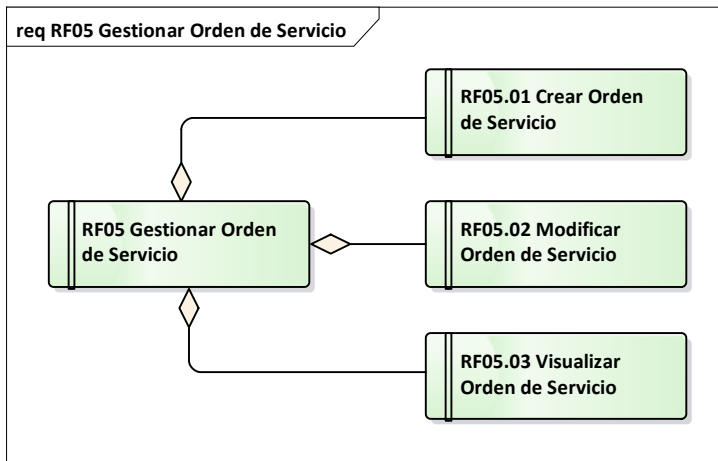 req RF05 Gestionar Orden de Servicio
RF05.01 Crear Orden
de Servicio
RF05 Gestionar Orden
de Servicio
RF05.02 Modificar
Orden de Servicio
RF05.03 Visualizar
Orden de Servicio